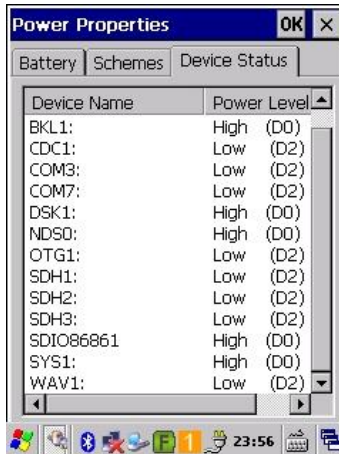 Power Properties OK ×
Battery Schemes Device Status
Device Name Power Level
BKL1: High (D0)
CDC1: Low (D2)
COM3: Low (D2)
COM7: Low (D2)
DSK1: High (D0)
NDS0: High (D0)
OTG1: Low (D2)
SDH1: Low (D2)
SDH2: Low (D2)
SDH3: Low (D2)
SDIO86861 High (D0)
SYS1: High (D0)
WAV1: Low (D2)
F 1 23:56